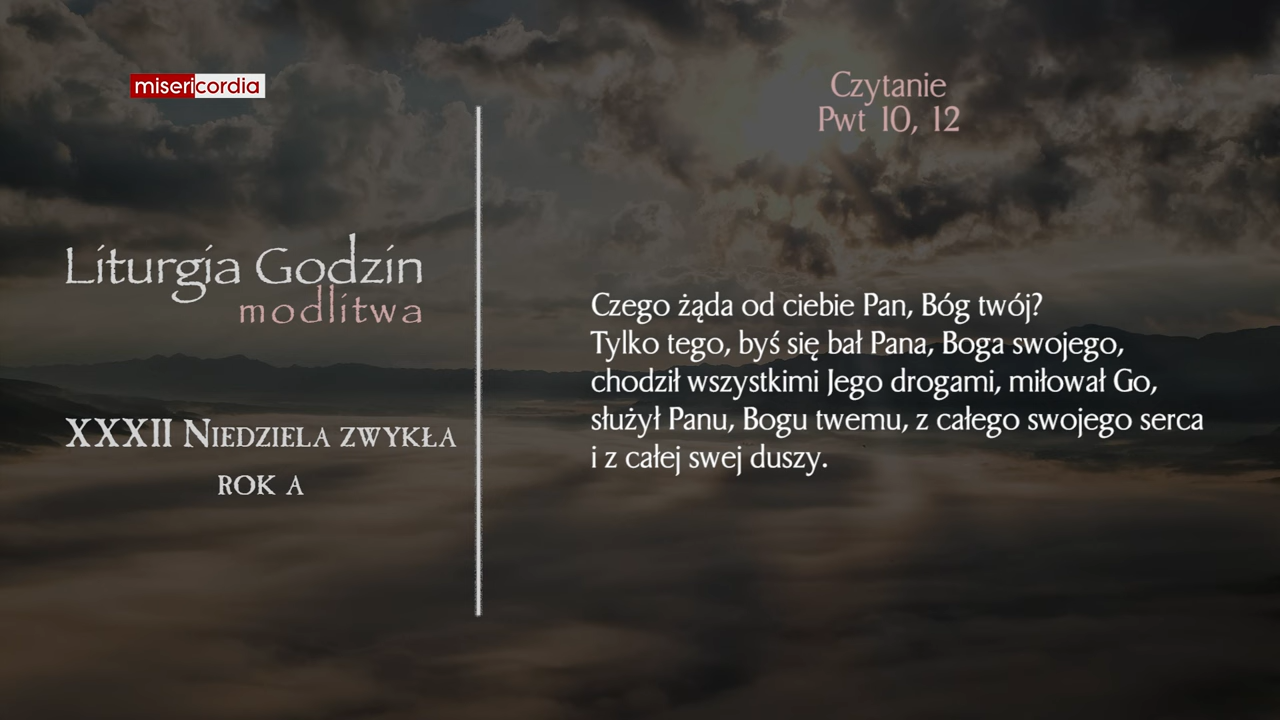 misericordia
Liturgia Godzin
modlitwa
XXXII Niedziela zwykła
rok A
Czytanie
Pwt 10, 12
Czego żąda od ciebie Pan, Bóg twój?
Tylko tego, byś się bał Pana, Boga swojego,
chodził wszystkimi Jego drogami, miłował Go,
służył Panu, Bogu twemu, z całego swojego serca
i z całej swej duszy.